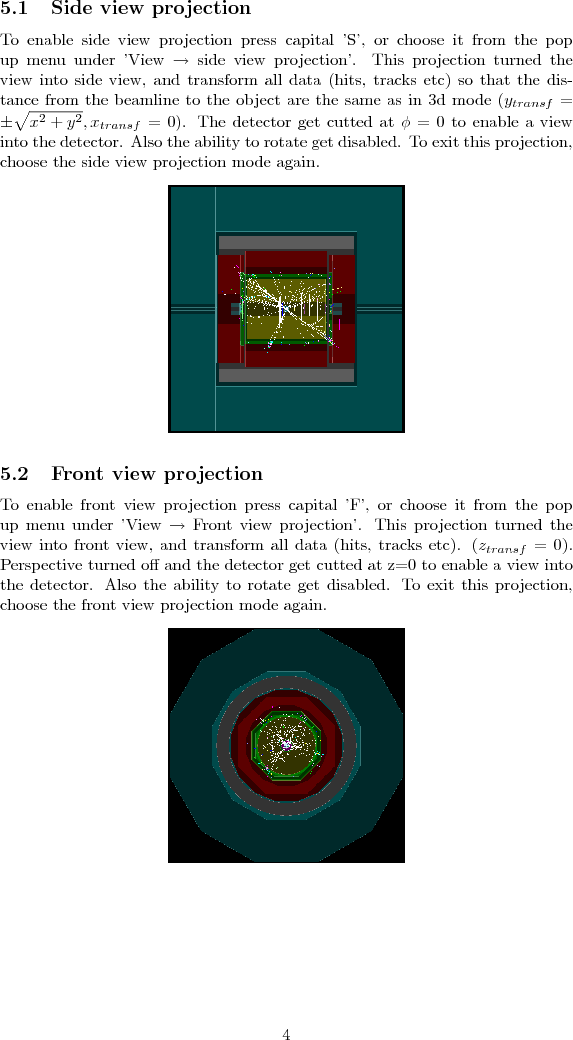 5.1 Side view projection
To enable side view projection press capital 'S', or choose it from the pop
up menu under 'View → side view projection'. This projection turned the
view into side view, and transform all data (hits, tracks etc) so that the dis-
tance from the beamline to the object are the same as in 3d mode (y_{transf} =
±√(x² + y²), x_{transf} = 0). The detector get cutted at φ = 0 to enable a view
into the detector. Also the ability to rotate get disabled. To exit this projection,
choose the side view projection mode again.
5.2 Front view projection
To enable front view projection press capital 'F', or choose it from the pop
up menu under 'View → Front view projection'. This projection turned the
view into front view, and transform all data (hits, tracks etc). (z_{transf} = 0).
Perspective turned off and the detector get cutted at z=0 to enable a view into
the detector. Also the ability to rotate get disabled. To exit this projection,
choose the front view projection mode again.
4